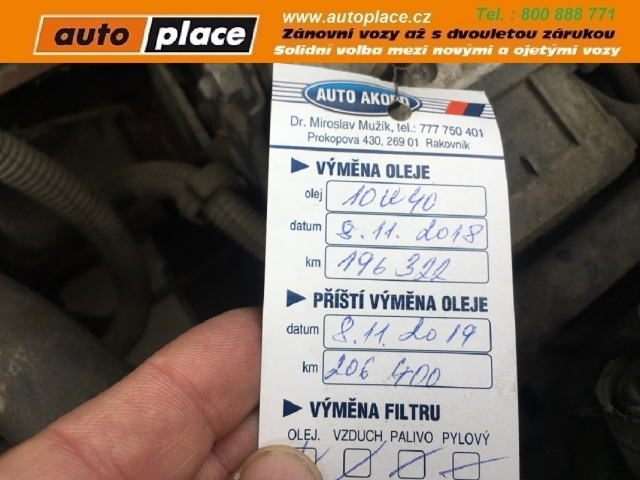 auto place
www.autoplace.cz
Tel. : 800 888 771
Zánovní vozy až s dvouletou zárukou
Solidní volba mezi novými a ojetými vozy
AUTO AKORD
Dr. Miroslav Mužík, tel.: 777 750 401
Prokopova 430, 269 01 Rakovník
VÝMĚNA OLEJE
olej 10W40
datum 8.11. 2018
km 196 322
PŘÍŠTÍ VÝMĚNA OLEJE
datum 8.11. 2019
km 206 400
VÝMĚNA FILTRU
OLEJ. VZDUCH. PALIVO PYLOVÝ